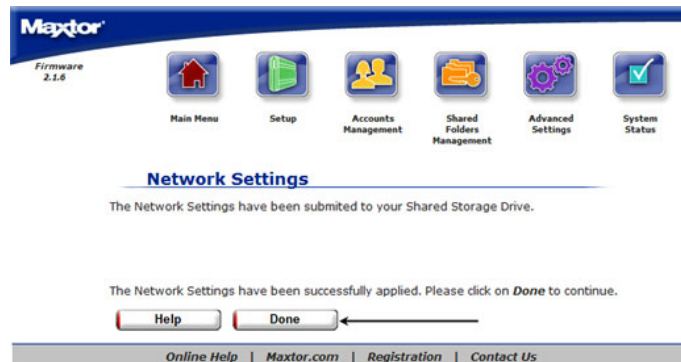 Maxtor
Firmware
2.1.6
Main Menu
Setup
Accounts
Management
Shared
Folders
Management
Advanced
Settings
System
Status
Network Settings
The Network Settings have been submited to your Shared Storage Drive.
The Network Settings have been successfully applied. Please click on Done to continue.
Help
Done
Online Help | Maxtor.com | Registration | Contact Us